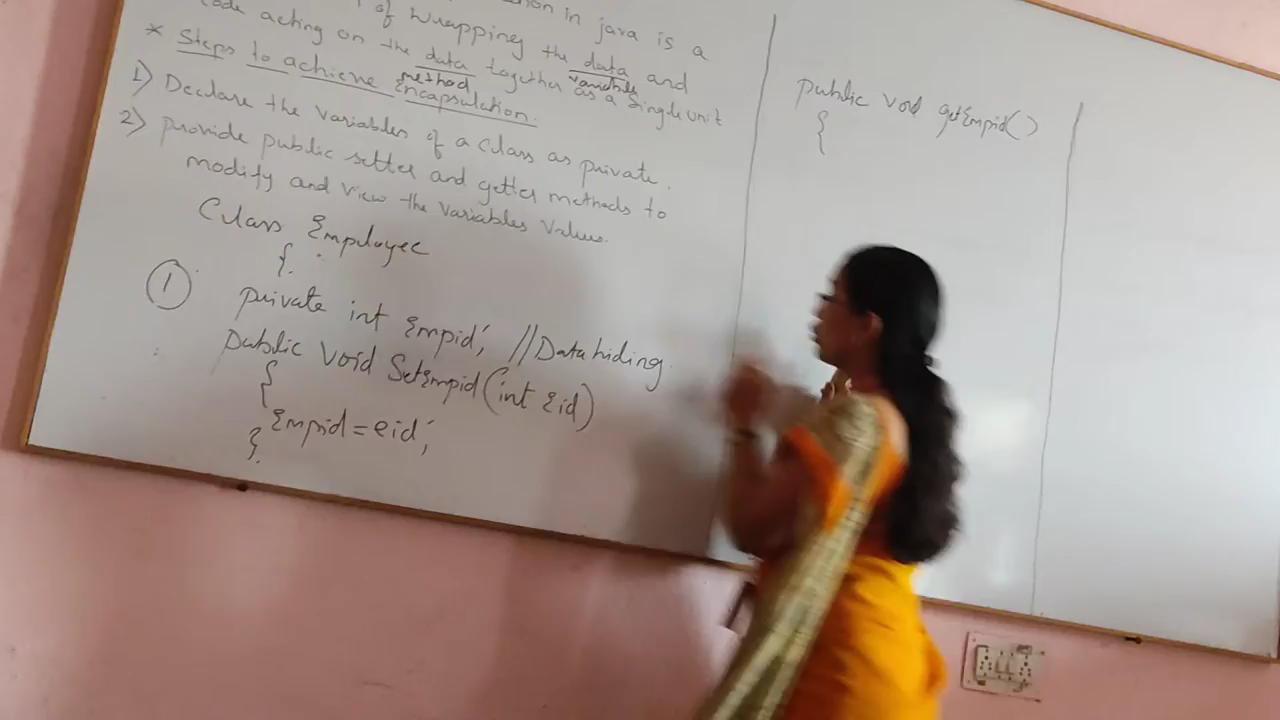 in java is a
of wrapping the data and
variable
code acting on the data together as a Single unit
method
* Steps to achieve Encapsulation.
1) Declare the variables of a class as private.
2) provide public setter and getter methods to
modify and view the variables values.
Class Employee
{
1
private int Empid; //Datahiding
public void SetEmpid(int Eid)
{
Empid=eid;
}
public void getEmpid()
{